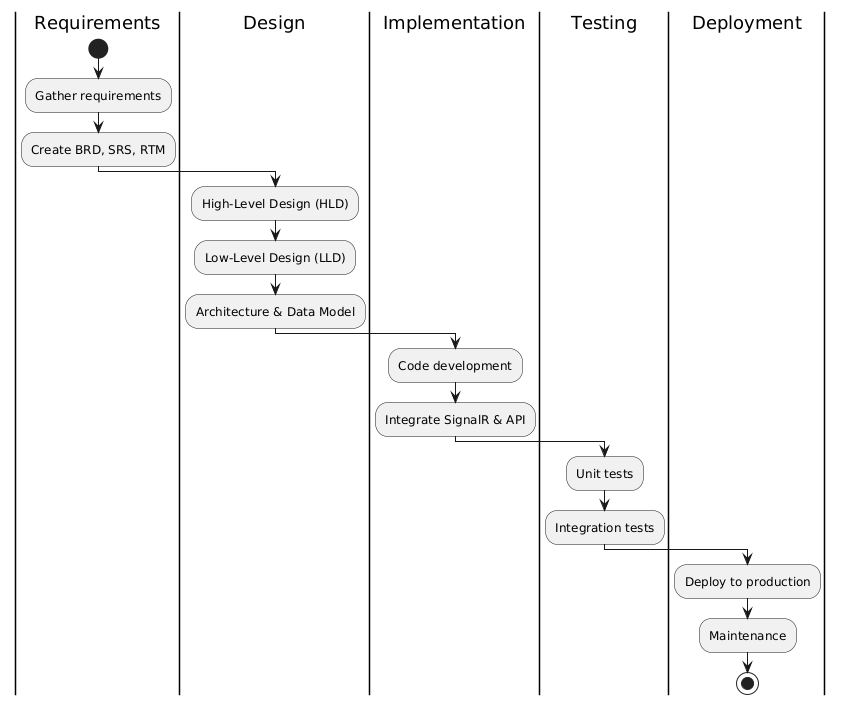 Requirements
Design
Implementation
Testing
Deployment
Gather requirements
Create BRD, SRS, RTM
High-Level Design (HLD)
Low-Level Design (LLD)
Architecture & Data Model
Code development
Integrate SignalR & API
Unit tests
Integration tests
Deploy to production
Maintenance